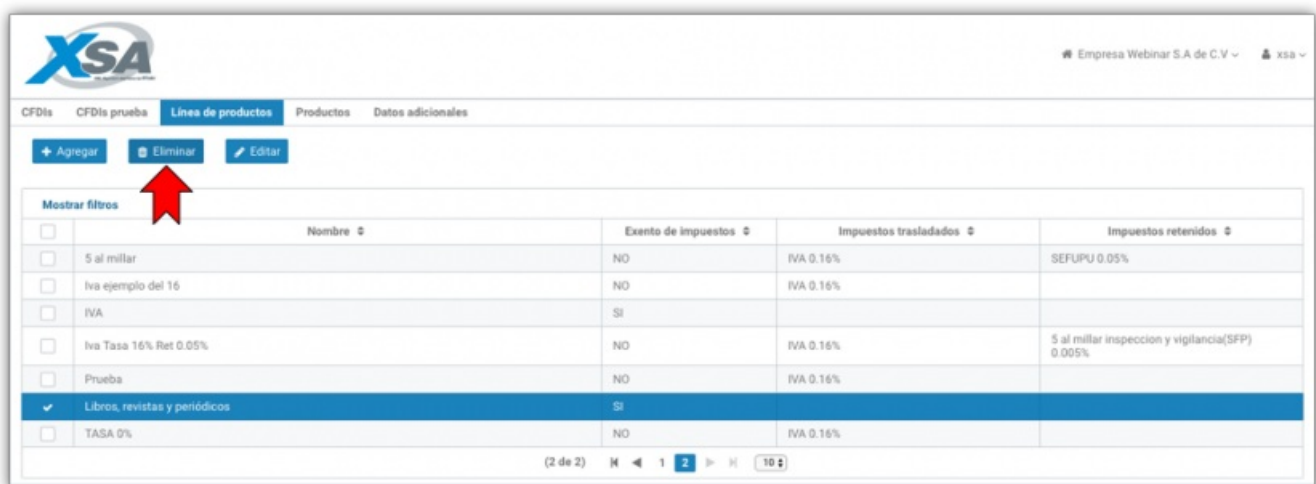 XSA
Empresa Webinar S.A de C.V xsa
CFDIs CFDIs prueba Línea de productos Productos Datos adicionales
+ Agregar Eliminar Editar
Mostrar filtros
Nombre Exento de impuestos Impuestos trasladados Impuestos retenidos
5 al millar NO IVA 0.16% SEFUPU 0.05%
Iva ejemplo del 16 NO IVA 0.16%
IVA SI
Iva Tasa 16% Ret 0.05% NO IVA 0.16% 5 al millar inspeccion y vigilancia(SFP)
0.005%
Prueba NO IVA 0.16%
Libros, revistas y periódicos SI
TASA 0% NO IVA 0.16%
(2 de 2) 1 2 10